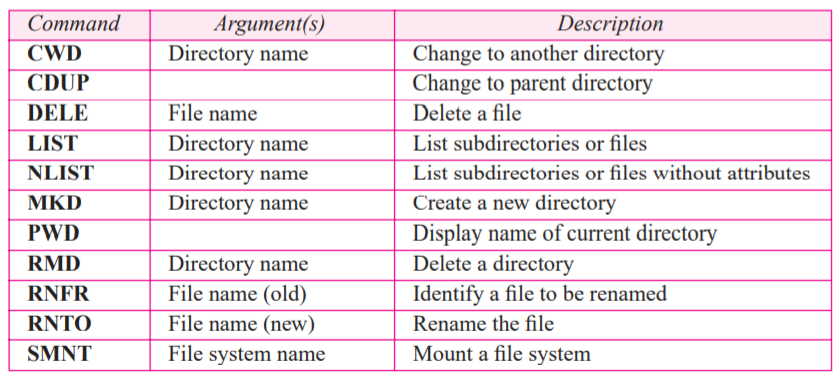 Command Argument(s) Description
CWD Directory name Change to another directory
CDUP Change to parent directory
DELE File name Delete a file
LIST Directory name List subdirectories or files
NLIST Directory name List subdirectories or files without attributes
MKD Directory name Create a new directory
PWD Display name of current directory
RMD Directory name Delete a directory
RNFR File name (old) Identify a file to be renamed
RNTO File name (new) Rename the file
SMNT File system name Mount a file system